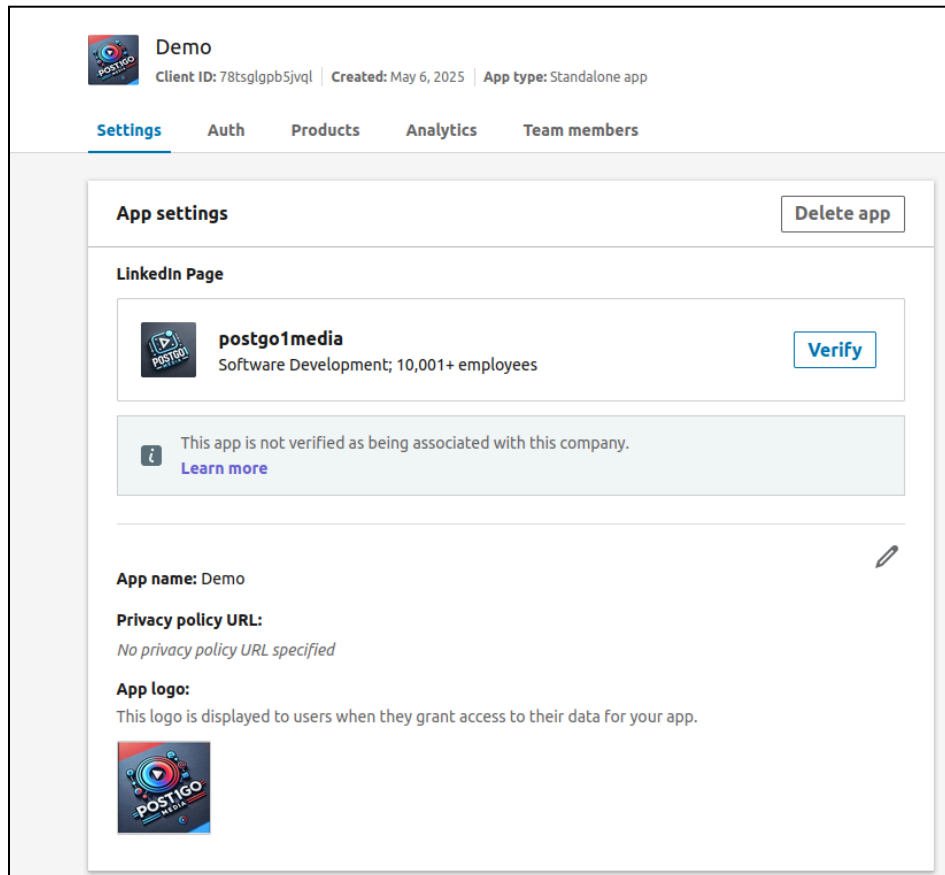 POST1GO
Demo
Client ID: 78tsglgpb5jvql | Created: May 6, 2025 | App type: Standalone app
Settings Auth Products Analytics Team members
App settings
Delete app
LinkedIn Page
POSTGO1
postgo1media
Software Development; 10,001+ employees
Verify
This app is not verified as being associated with this company.
Learn more
App name: Demo
Privacy policy URL:
No privacy policy URL specified
App logo:
This logo is displayed to users when they grant access to their data for your app.
POST1GO
MEDIA